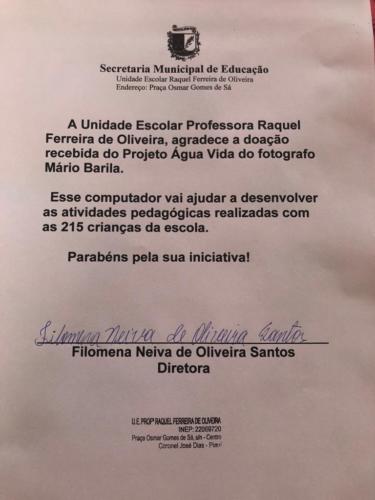 Secretaria Municipal de Educação
Unidade Escolar Raquel Ferreira de Oliveira
Endereço: Praça Osmar Gomes de Sá
A Unidade Escolar Professora Raquel
Ferreira de Oliveira, agradece a doação
recebida do Projeto Água Vida do fotografo
Mário Barila.
Esse computador vai ajudar a desenvolver
as atividades pedagógicas realizadas com
as 215 crianças da escola.
Parabéns pela sua iniciativa!
Filomena Neiva de Oliveira Santos
Filomena Neiva de Oliveira Santos
Diretora
U.E. PROFª RAQUEL FERREIRA DE OLIVEIRA
INEP: 22069720
Praça Osmar Gomes de Sá, s/n - Centro
Coronel José Dias - Piauí